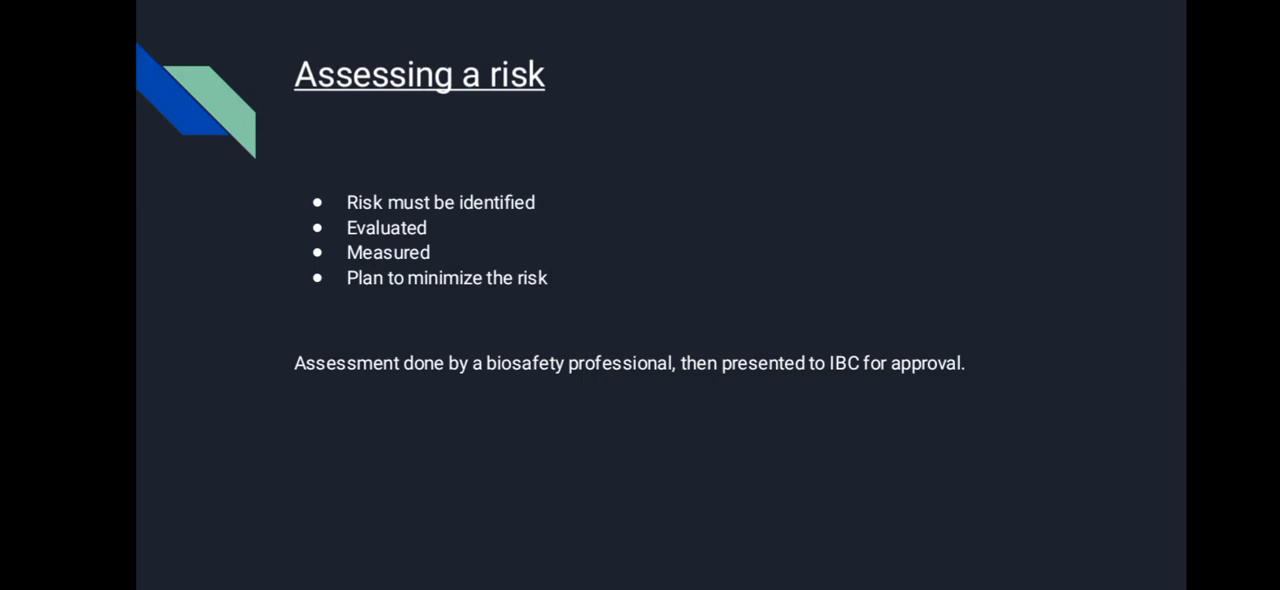 Assessing a risk
● Risk must be identified
● Evaluated
● Measured
● Plan to minimize the risk
Assessment done by a biosafety professional, then presented to IBC for approval.